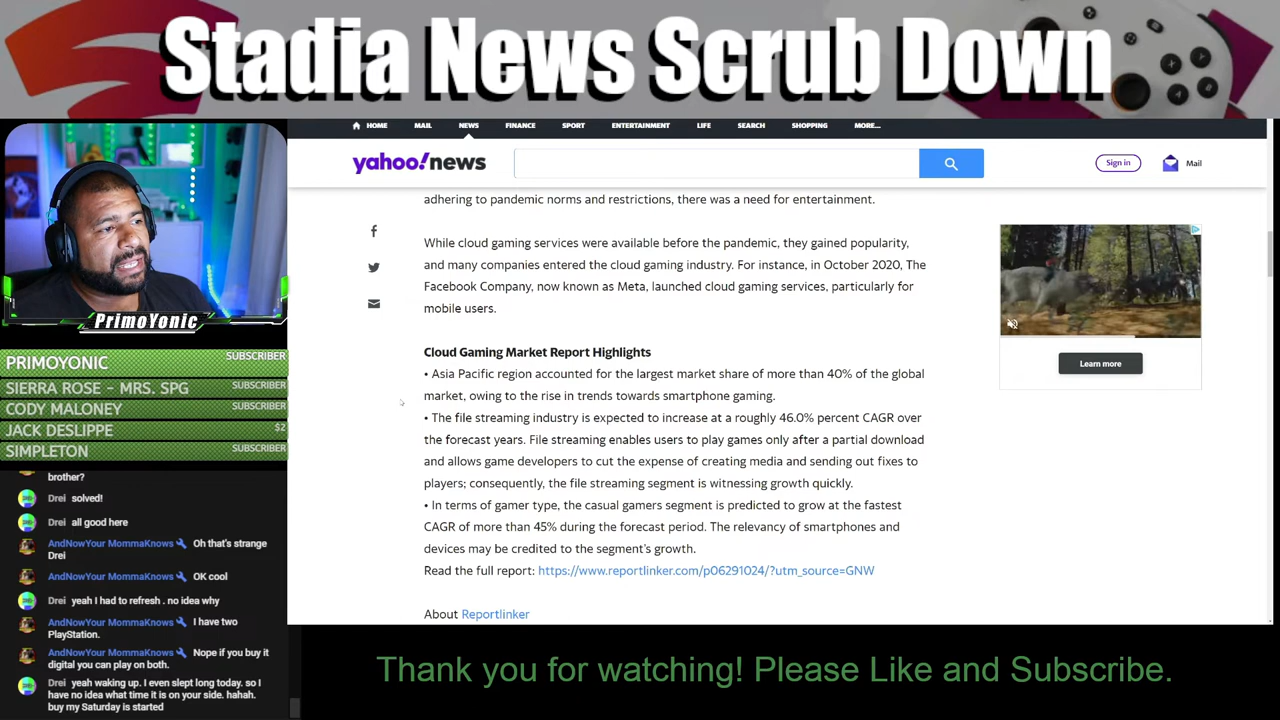 Stadia News Scrub Down
HOME MAIL NEWS FINANCE SPORT ENTERTAINMENT LIFE SEARCH SHOPPING MORE...
yahoo!news
Sign in
Mail
adhering to pandemic norms and restrictions, there was a need for entertainment.
While cloud gaming services were available before the pandemic, they gained popularity,
and many companies entered the cloud gaming industry. For instance, in October 2020, The
Facebook Company, now known as Meta, launched cloud gaming services, particularly for
mobile users.
Cloud Gaming Market Report Highlights
• Asia Pacific region accounted for the largest market share of more than 40% of the global
market, owing to the rise in trends towards smartphone gaming.
• The file streaming industry is expected to increase at a roughly 46.0% percent CAGR over
the forecast years. File streaming enables users to play games only after a partial download
and allows game developers to cut the expense of creating media and sending out fixes to
players; consequently, the file streaming segment is witnessing growth quickly.
• In terms of gamer type, the casual gamers segment is predicted to grow at the fastest
CAGR of more than 45% during the forecast period. The relevancy of smartphones and
devices may be credited to the segment's growth.
Read the full report: https://www.reportlinker.com/p06291024/?utm_source=GNW
About Reportlinker
Learn more
PrimoYonic
PRIMOYONIC SUBSCRIBER
SIERRA ROSE - MRS. SPG SUBSCRIBER
CODY MALONEY SUBSCRIBER
JACK DESLIPPE $2
SIMPLETON SUBSCRIBER
brother?
Drei solved!
Drei all good here
AndNowYour MommaKnows Oh that's strange
Drei
AndNowYour MommaKnows OK cool
Drei yeah I had to refresh . no idea why
AndNowYour MommaKnows I have two
PlayStation.
AndNowYour MommaKnows Nope if you buy it
digital you can play on both.
Drei yeah waking up. I even slept long today. so I
have no idea what time it is on your side. hahah.
buy my Saturday is started
Thank you for watching! Please Like and Subscribe.